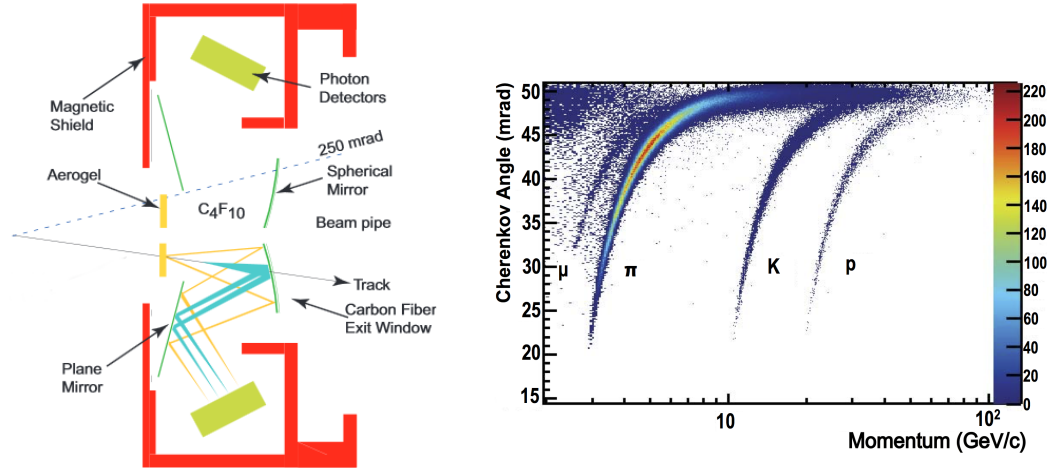 Photon
Detectors
Magnetic
Shield
250 mrad
Aerogel
Spherical
Mirror
C4F10
Beam pipe
Track
Carbon Fiber
Exit Window
Plane
Mirror
Cherenkov Angle (mrad)
50
45
40
35
30
25
20
15
μ
π
K
p
10
10²
Momentum (GeV/c)
220
200
180
160
140
120
100
80
60
40
20
0